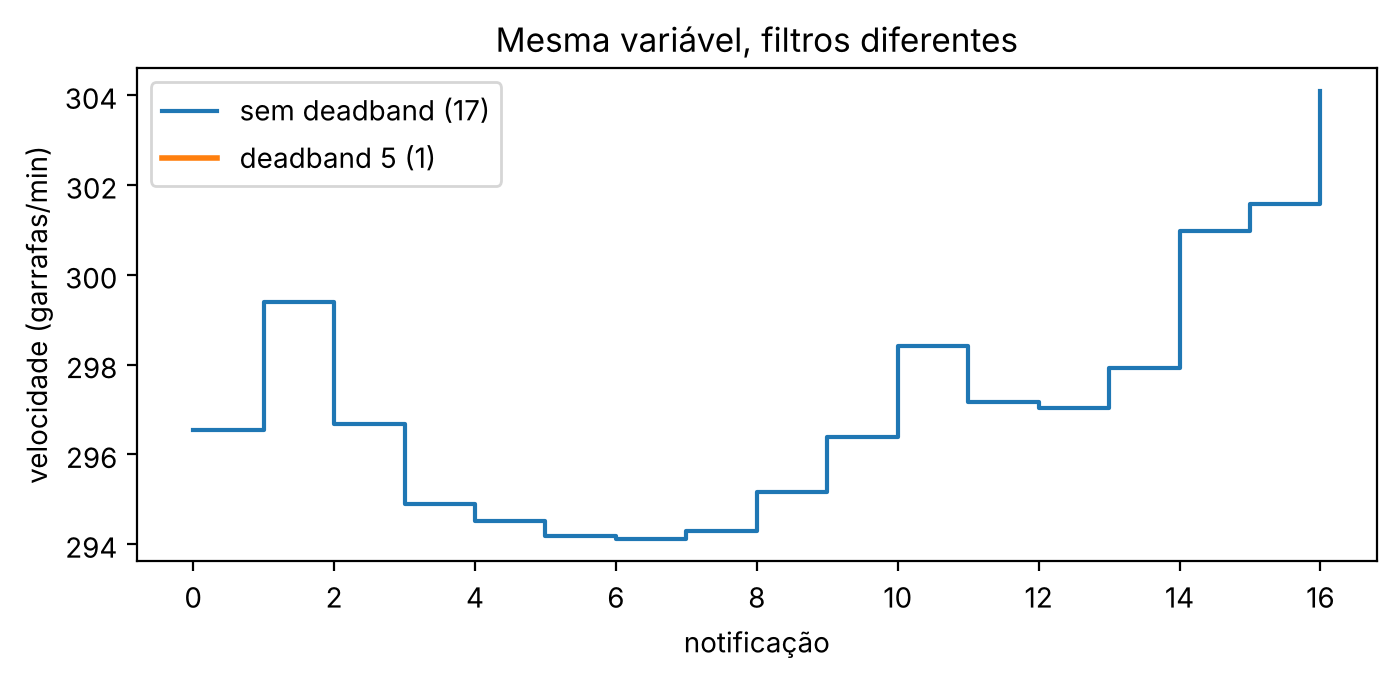 Mesma variável, filtros diferentes
sem deadband (17)
deadband 5 (1)
velocidade (garrafas/min)
304
302
300
298
296
294
0 2 4 6 8 10 12 14 16
notificação